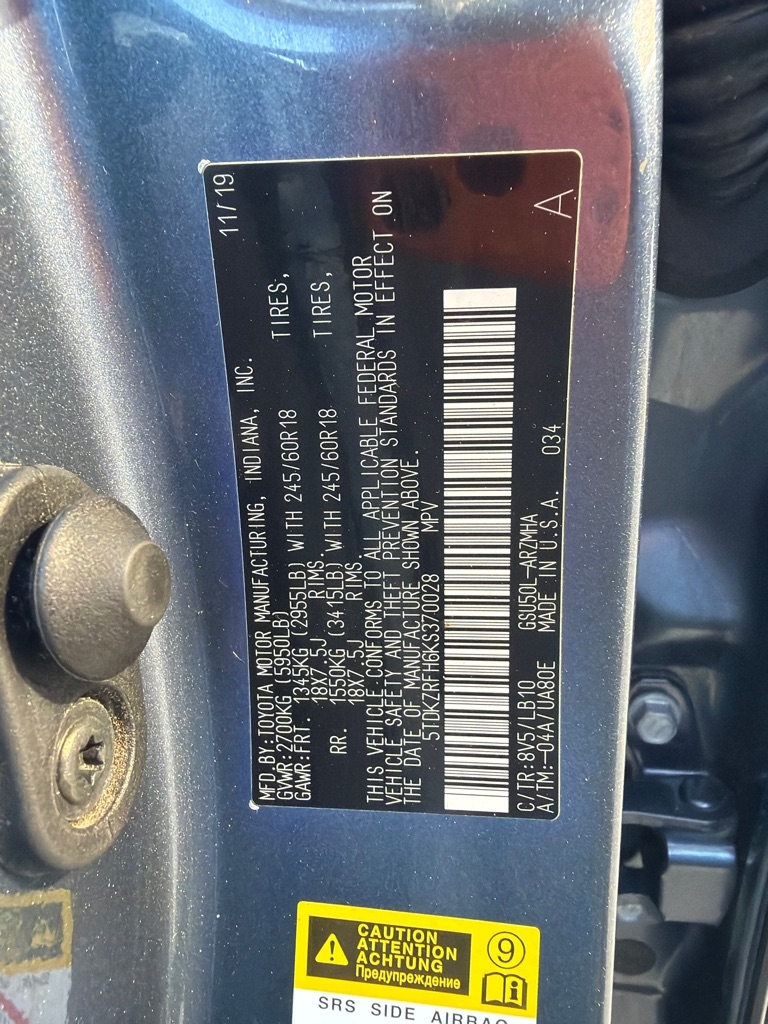 MFD.BY:TOYOTA MOTOR MANUFACTURING, INDIANA, INC. 11/19
GVWR:2700KG (5950LB)
GAWR:FRT. 1345KG (2955LB) WITH 245/60R18 TIRES,
18X7.5J RIMS.
RR. 1550KG (3415LB) WITH 245/60R18 TIRES,
18X7.5J RIMS.
THIS VEHICLE CONFORMS TO ALL APPLICABLE FEDERAL MOTOR
VEHICLE SAFETY AND THEFT PREVENTION STANDARDS IN EFFECT ON
THE DATE OF MANUFACTURE SHOWN ABOVE.
5TDKZRFH6KS370028 MPV
C/TR:8V5/LB10 GSU50L-ARZMHA
A/TM:-04A/UA80E MADE IN U.S.A. 034 A
CAUTION
ATTENTION
ACHTUNG
Предупреждение
9
SRS SIDE AIRBAG